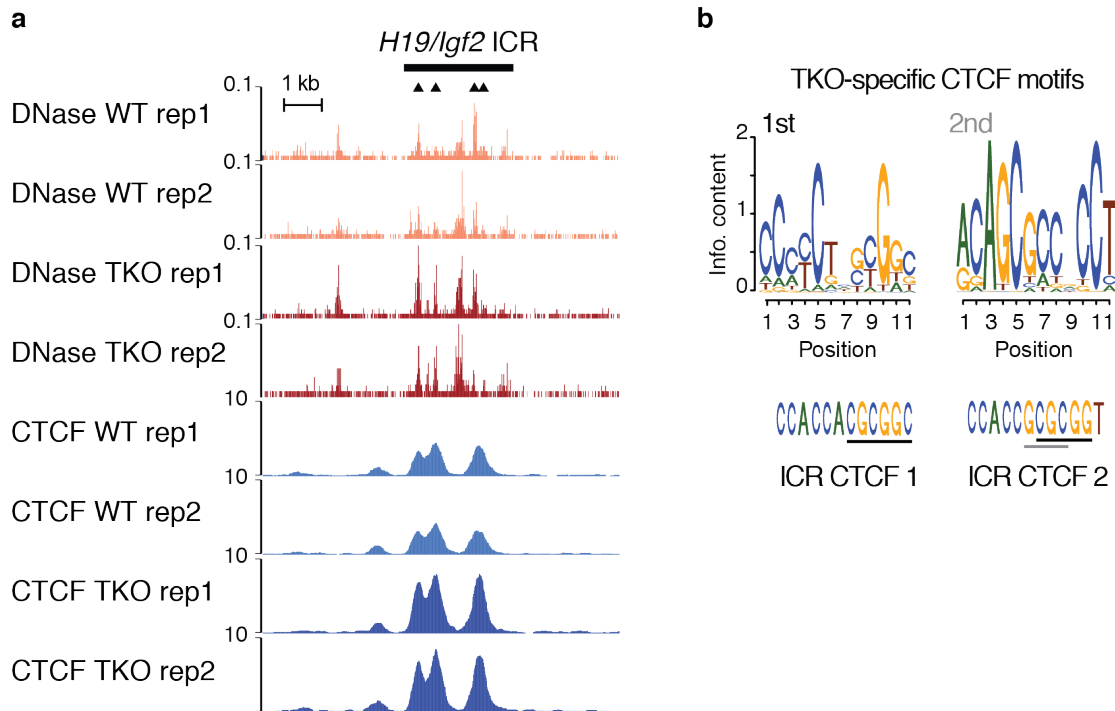 a
H19/Igf2 ICR
1 kb
0.1
DNase WT rep1
0.1
DNase WT rep2
0.1
DNase TKO rep1
0.1
DNase TKO rep2
10
CTCF WT rep1
10
CTCF WT rep2
10
CTCF TKO rep1
10
CTCF TKO rep2
b
TKO-specific CTCF motifs
1st
2nd
2
1
0
Info. content
1 3 5 7 9 11
Position
1 3 5 7 9 11
Position
CCACCACGCGGC
ICR CTCF 1
CCACCGCGCGGT
ICR CTCF 2